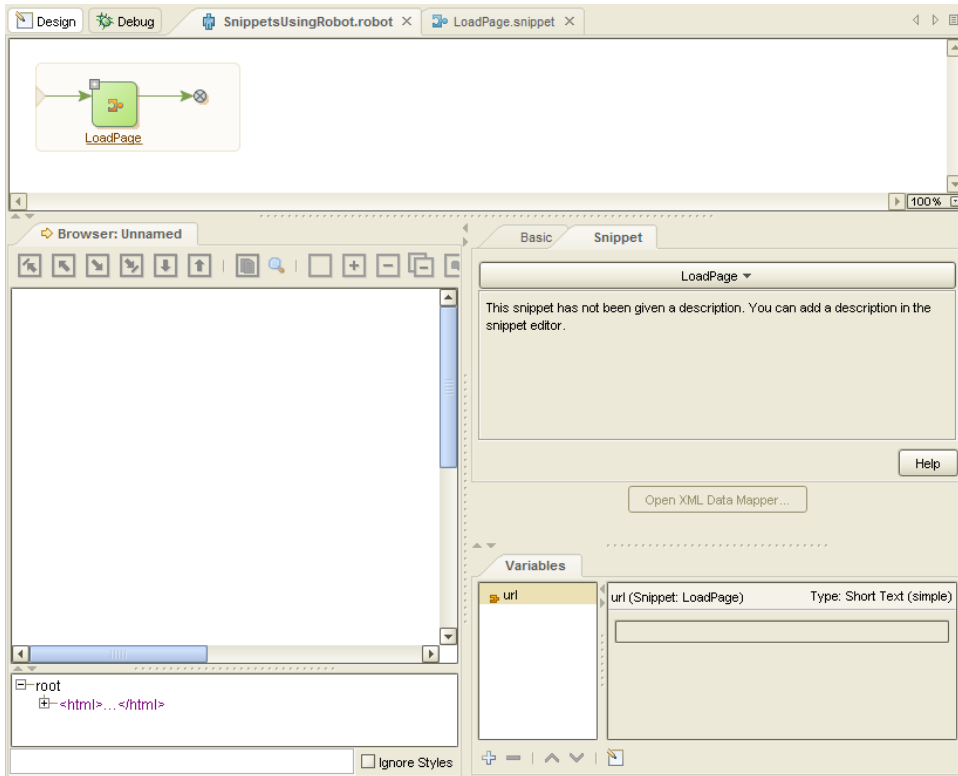 Design
Debug
SnippetsUsingRobot.robot
LoadPage.snippet
LoadPage
100%
Browser: Unnamed
Basic
Snippet
LoadPage
This snippet has not been given a description. You can add a description in the
snippet editor.
Help
Open XML Data Mapper...
Variables
url
url (Snippet: LoadPage)
Type: Short Text (simple)
root
<html>...</html>
Ignore Styles